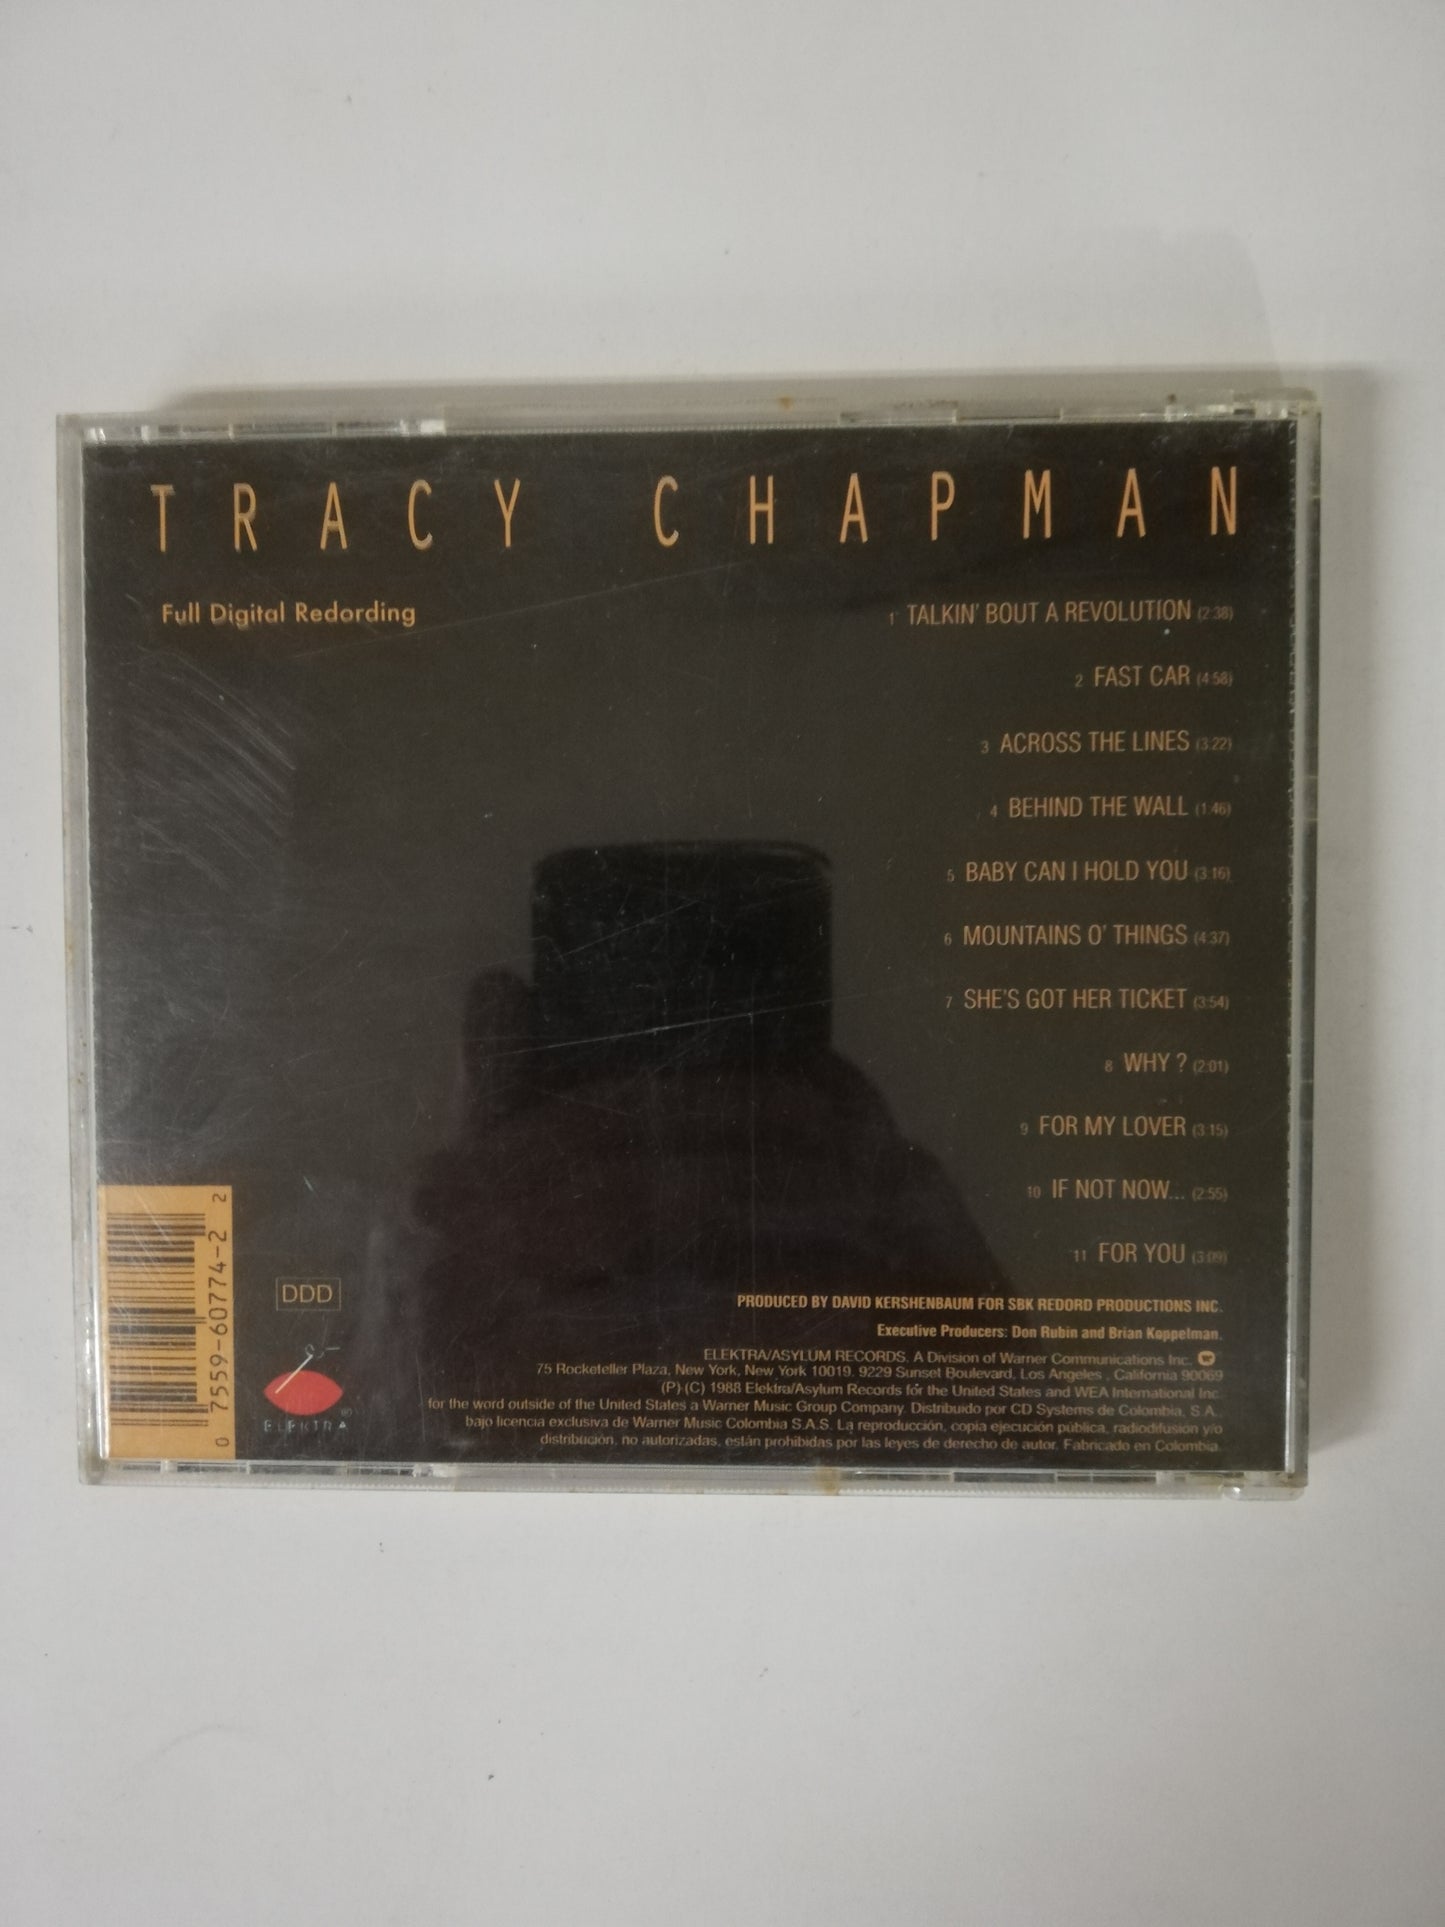 TRACY CHAPMAN
Full Digital Redording
1 TALKIN' BOUT A REVOLUTION (2:38)
2 FAST CAR (4:58)
3 ACROSS THE LINES (3:22)
4 BEHIND THE WALL (1:46)
5 BABY CAN I HOLD YOU (3:16)
6 MOUNTAINS O' THINGS (4:37)
7 SHE'S GOT HER TICKET (3:54)
8 WHY ? (2:01)
9 FOR MY LOVER (3:15)
10 IF NOT NOW... (2:55)
11 FOR YOU (3:09)
PRODUCED BY DAVID KERSHENBAUM FOR SBK REDORD PRODUCTIONS INC.
Executive Producers: Don Rubin and Brian Koppelman.
ELEKTRA/ASYLUM RECORDS. A Division of Warner Communications Inc.
75 Rocketeller Plaza, New York, New York 10019. 9229 Sunset Boulevard, Los Angeles , California 90069
(P) (C) 1988 Elektra/Asylum Records for the United States and WEA International Inc.
for the word outside of the United States a Warner Music Group Company. Distribuido por CD Systems de Colombia, S.A.,
bajo licencia exclusiva de Warner Music Colombia S.A.S. La reproducción, copia ejecución pública, radiodifusión y/o
distribución, no autorizadas, están prohibidas por las leyes de derecho de autor. Fabricado en Colombia.
DDD
ELEKTRA ®
0 7559-60774-2 2